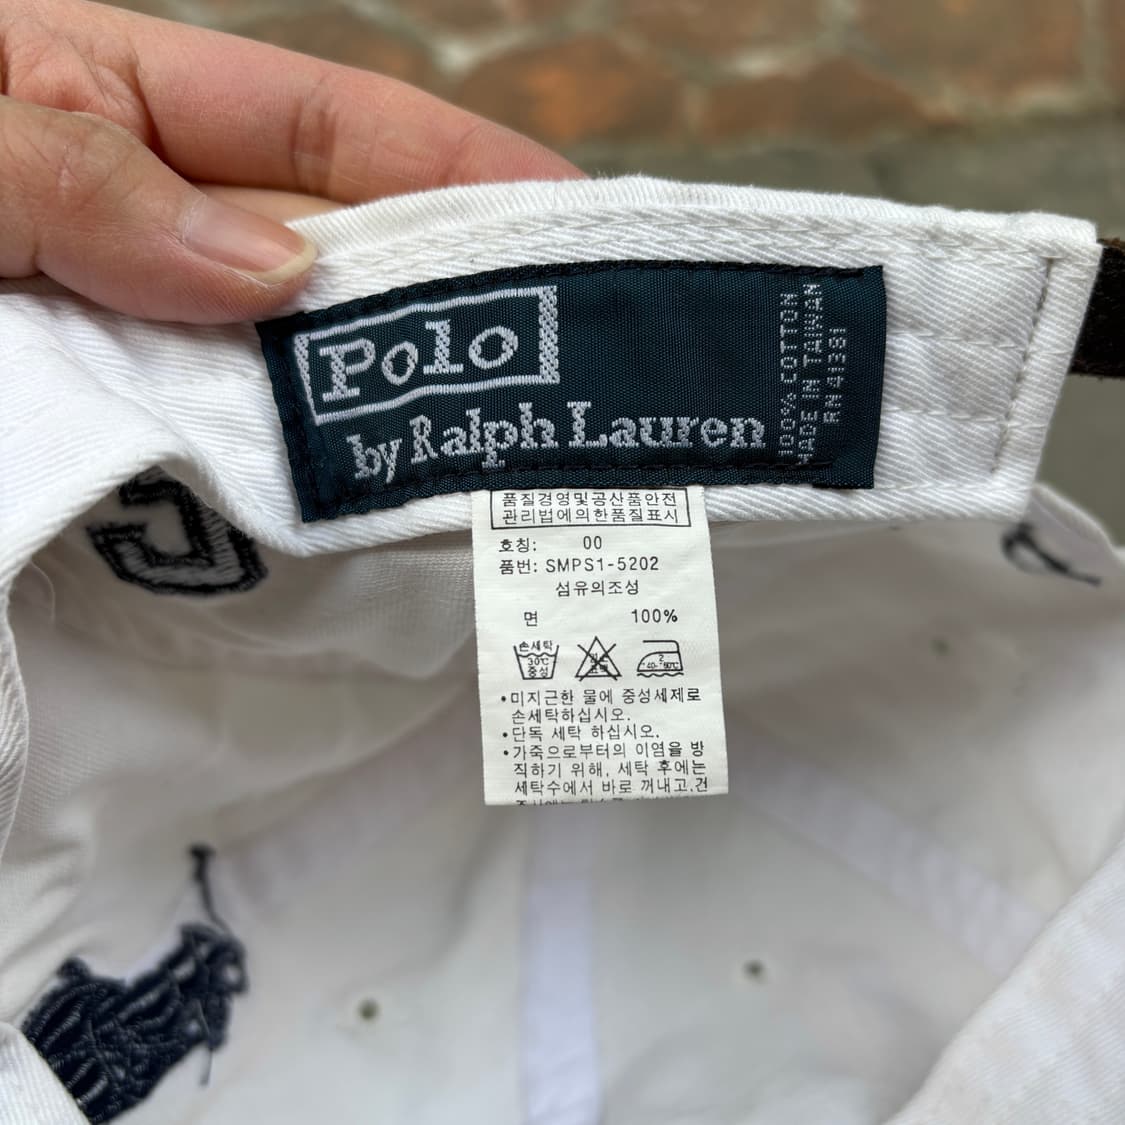 Polo
by Ralph Lauren
100% COTTON
MADE IN TAIWAN
RN 41381
품질경영및공산품안전
관리법에의한품질표시
호칭: 00
품번: SMPS1-5202
섬유의조성
면 100%
손세탁
30℃
중성
2
•미지근한 물에 중성세제로
손세탁하십시오.
•단독 세탁 하십시오.
•가죽으로부터의 이염을 방
직하기 위해, 세탁 후에는
세탁수에서 바로 꺼내고,건